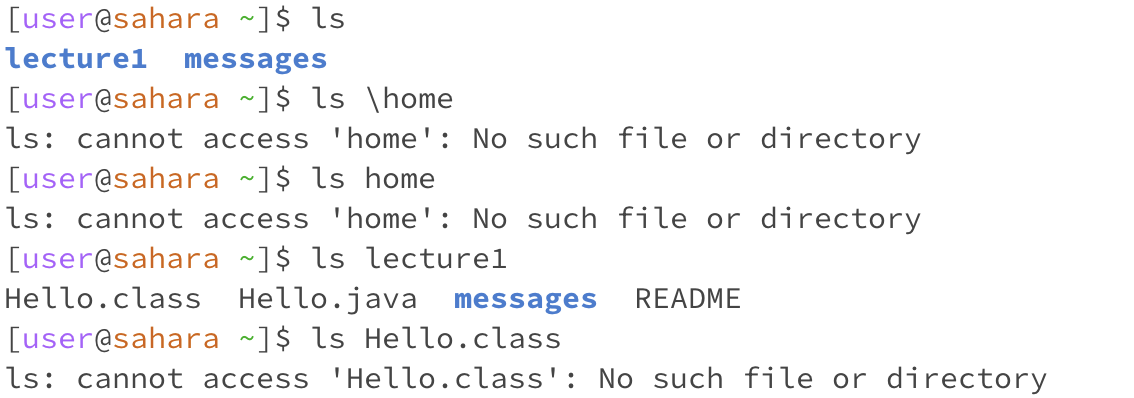 [user@sahara ~]$ ls
lecture1  messages
[user@sahara ~]$ ls \home
ls: cannot access 'home': No such file or directory
[user@sahara ~]$ ls home
ls: cannot access 'home': No such file or directory
[user@sahara ~]$ ls lecture1
Hello.class  Hello.java  messages  README
[user@sahara ~]$ ls Hello.class
ls: cannot access 'Hello.class': No such file or directory